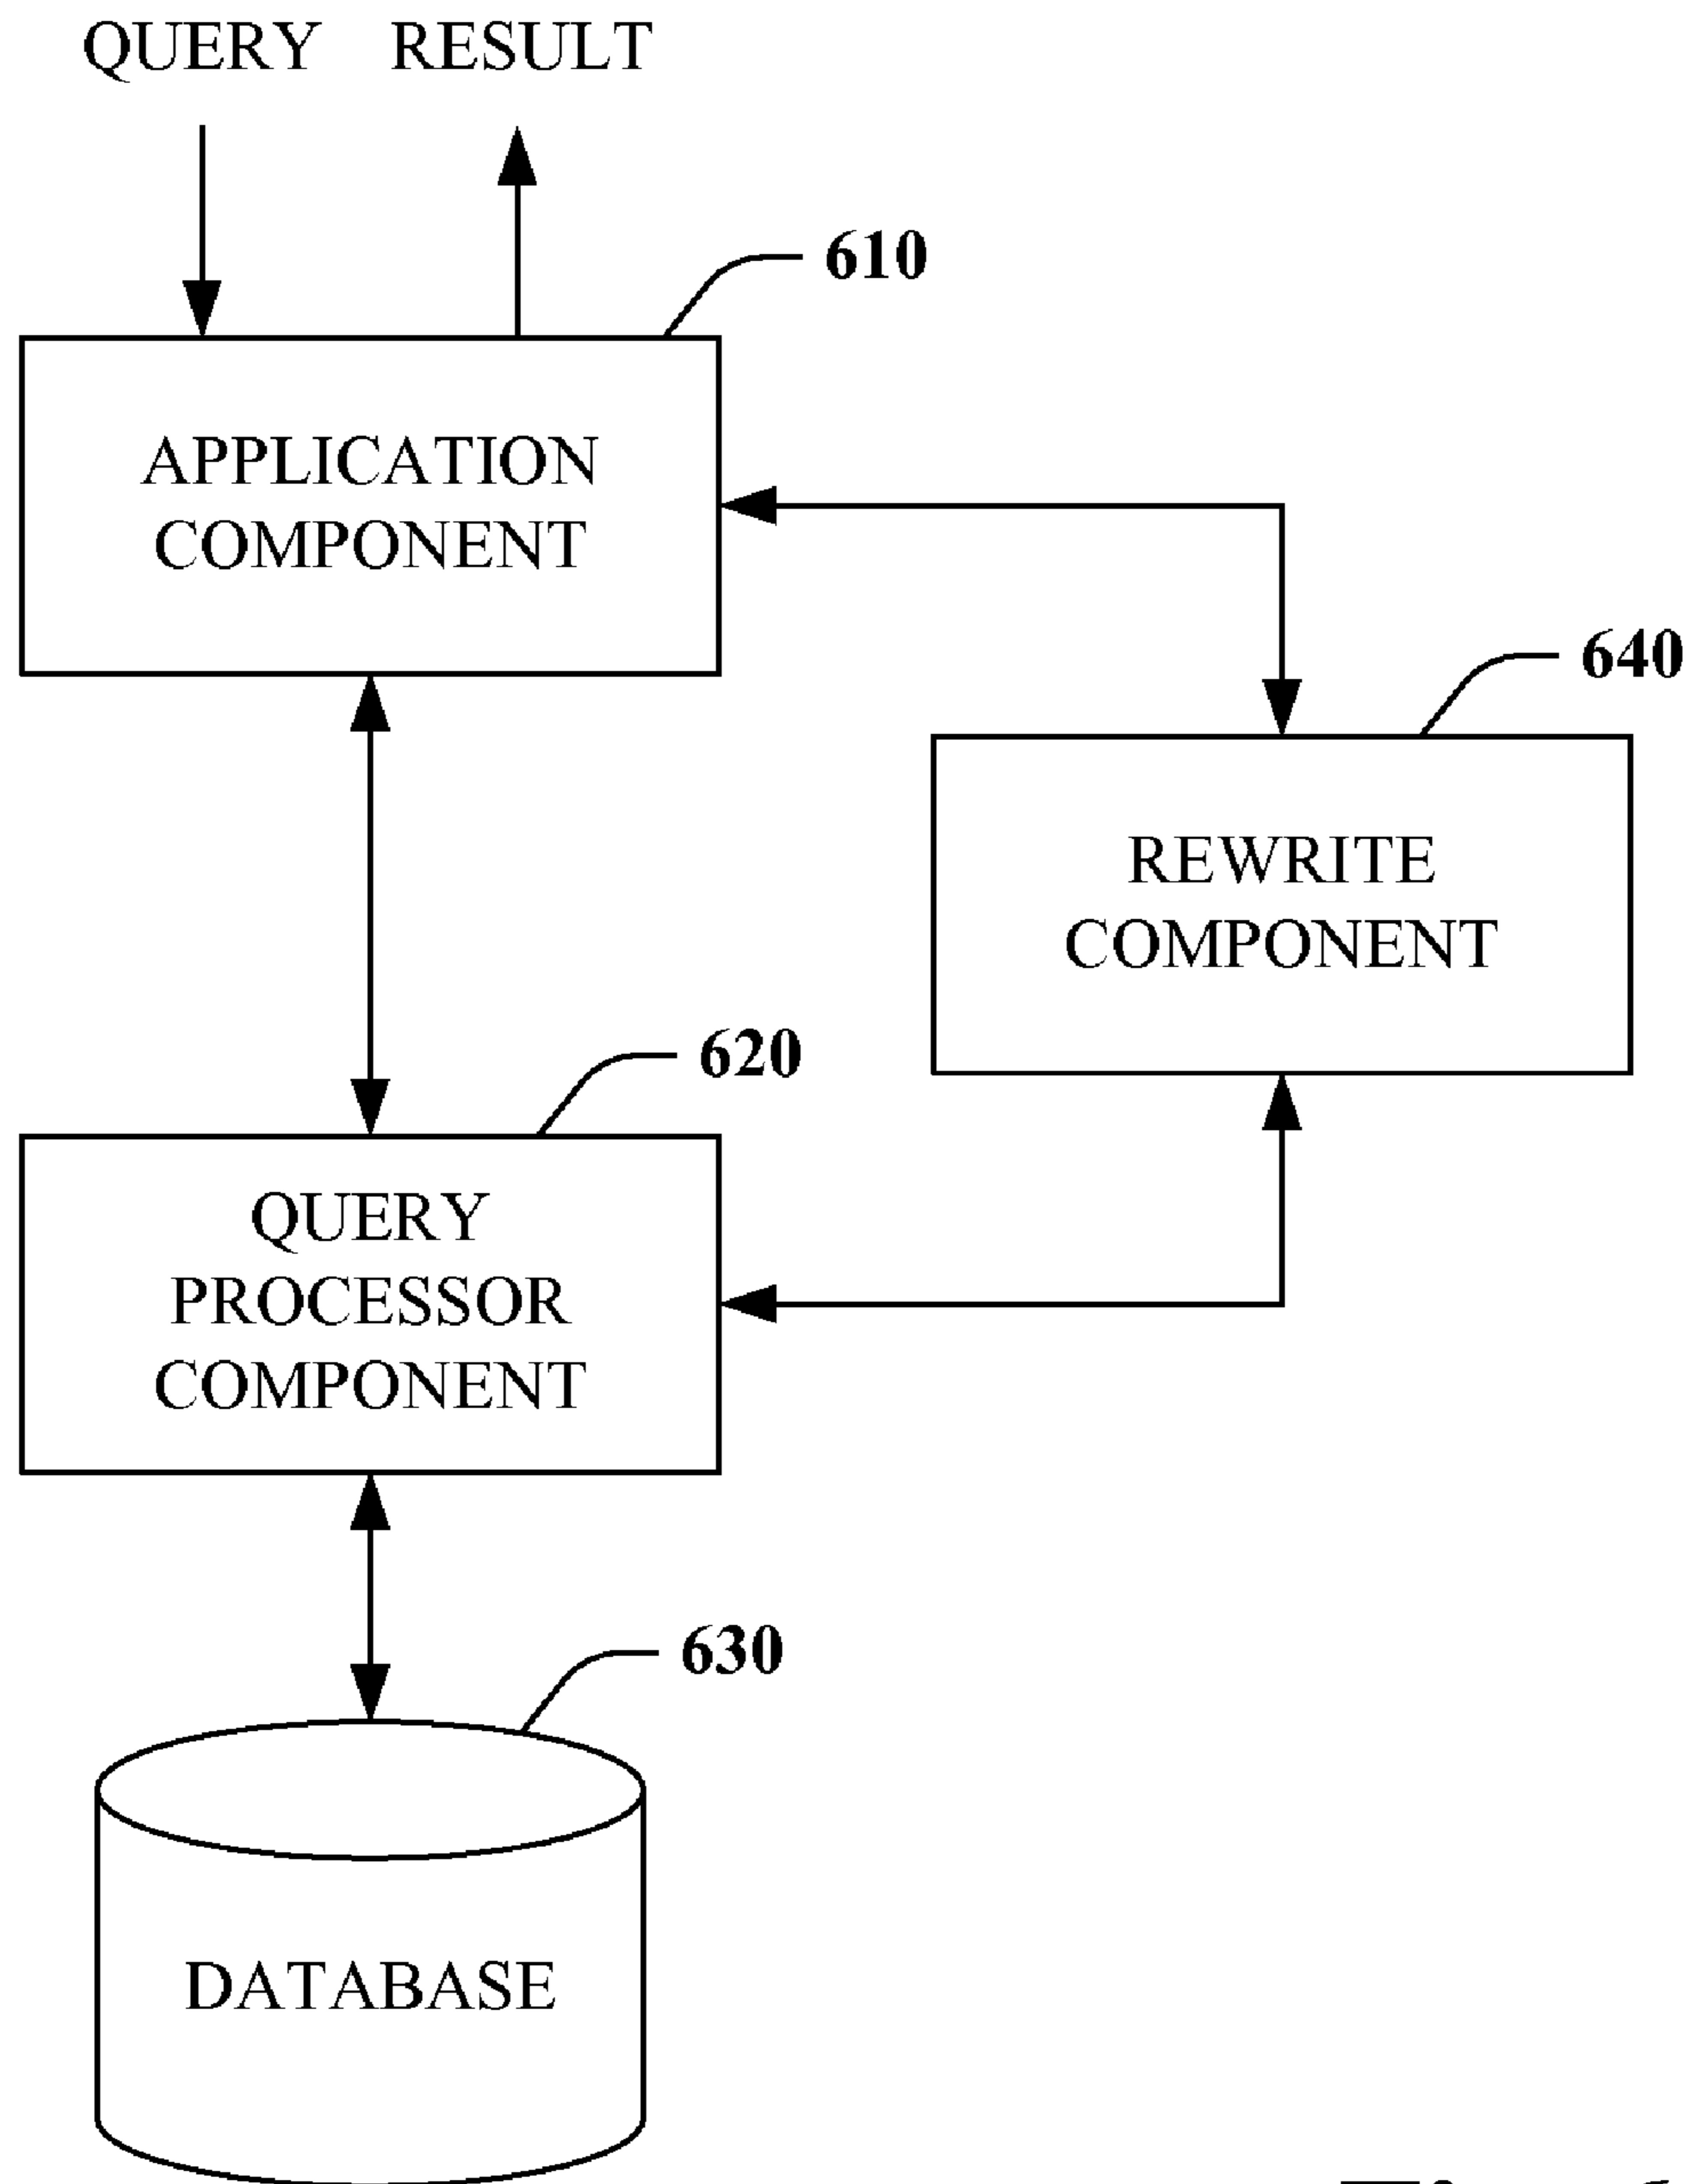 QUERY RESULT
610
APPLICATION
COMPONENT
640
REWRITE
COMPONENT
620
QUERY
PROCESSOR
COMPONENT
630
DATABASE